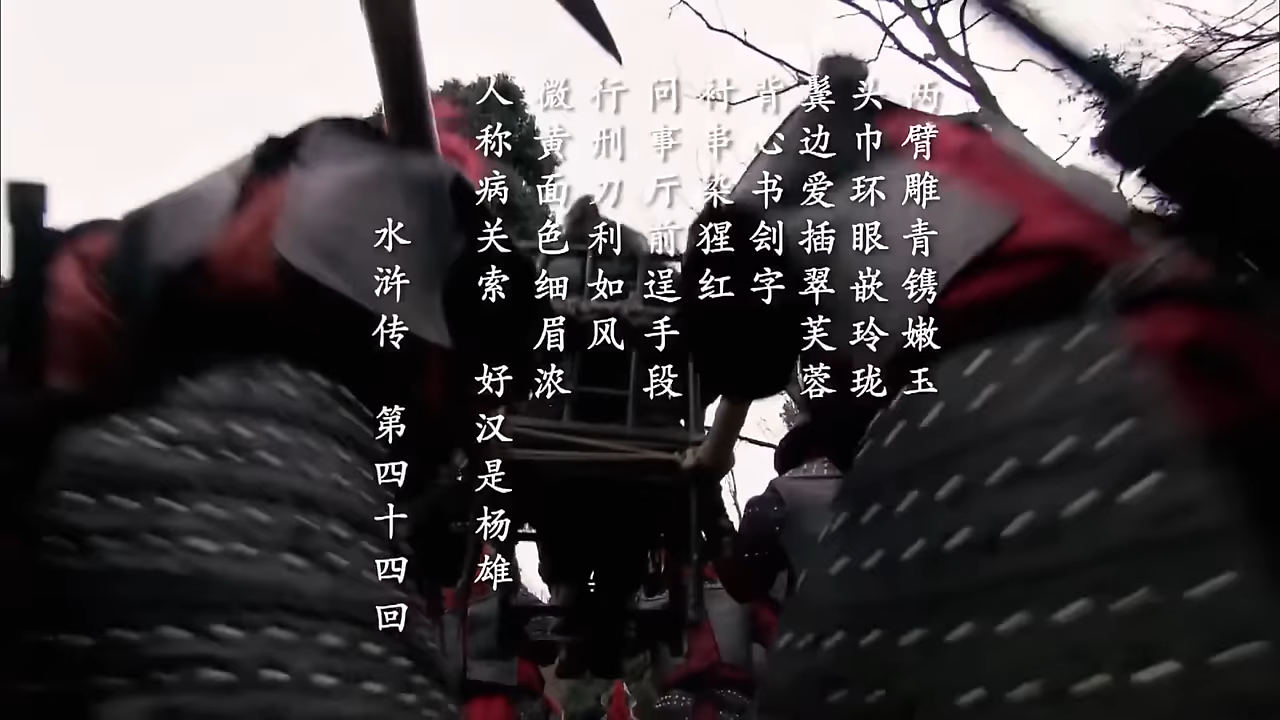 两臂雕青镌嫩玉
头巾环眼嵌玲珑
鬓边爱插翠芙蓉
背心书刽字
衬串染猩红
问事厅前逞手段
行刑刀利如风
微黄面色细眉浓
人称病关索 好汉是杨雄
水浒传 第四十四回